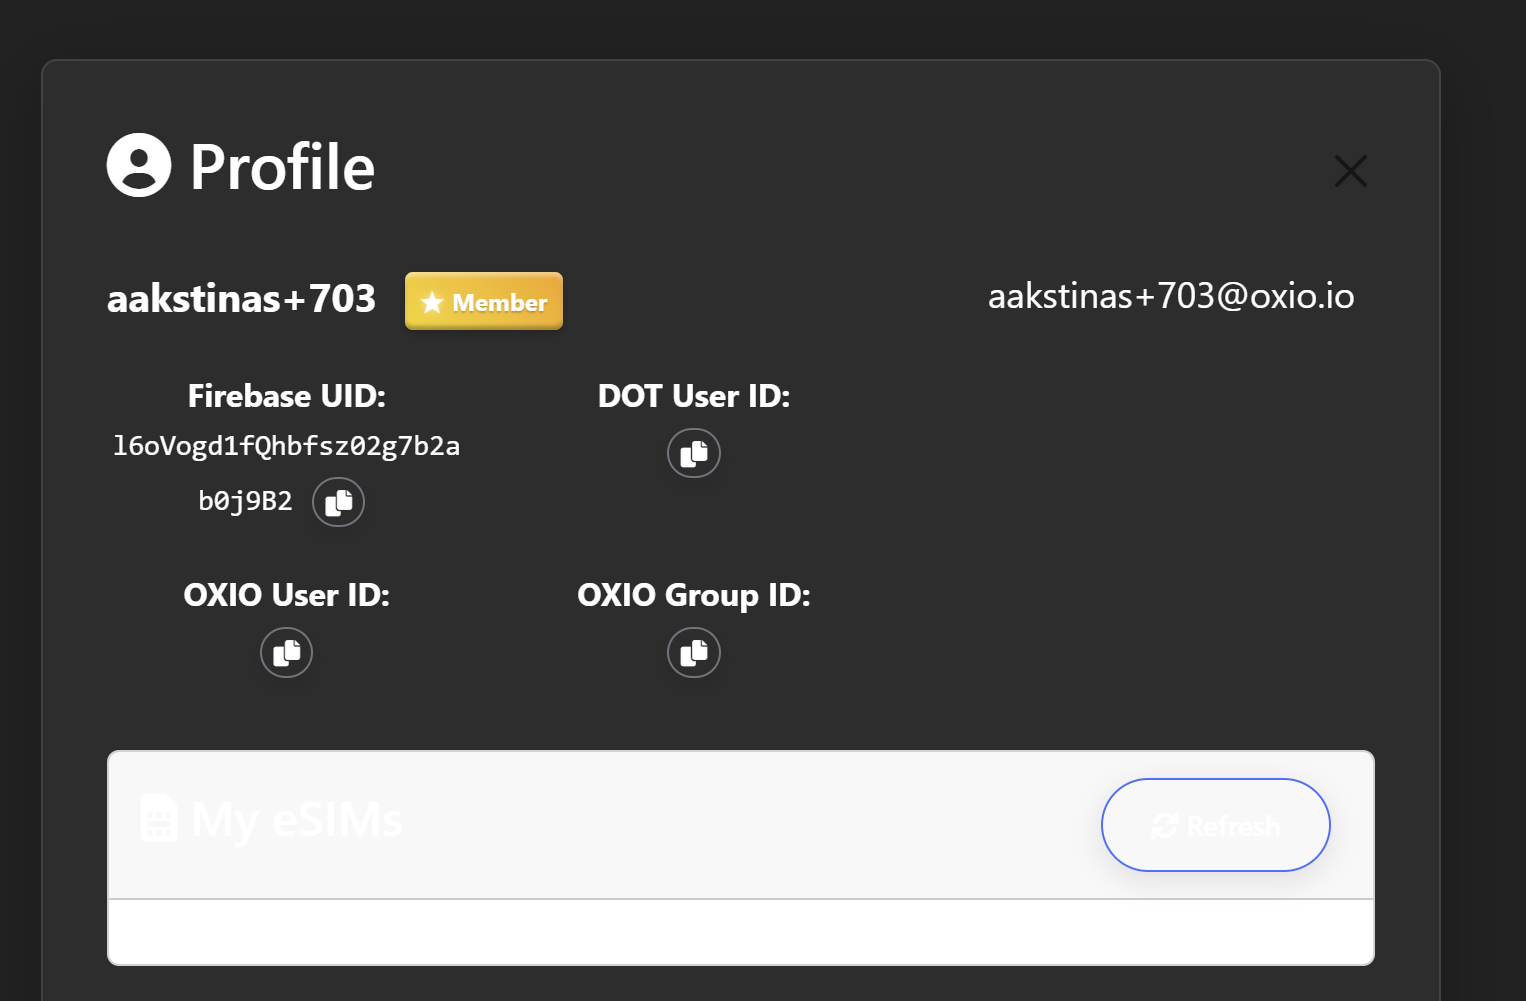 Profile
aakstinas+703
Member
aakstinas+703@oxio.io
Firebase UID:
l6oVogd1fQhbfsz02g7b2a
b0j9B2
DOT User ID:
OXIO User ID:
OXIO Group ID:
My eSIMs
Refresh